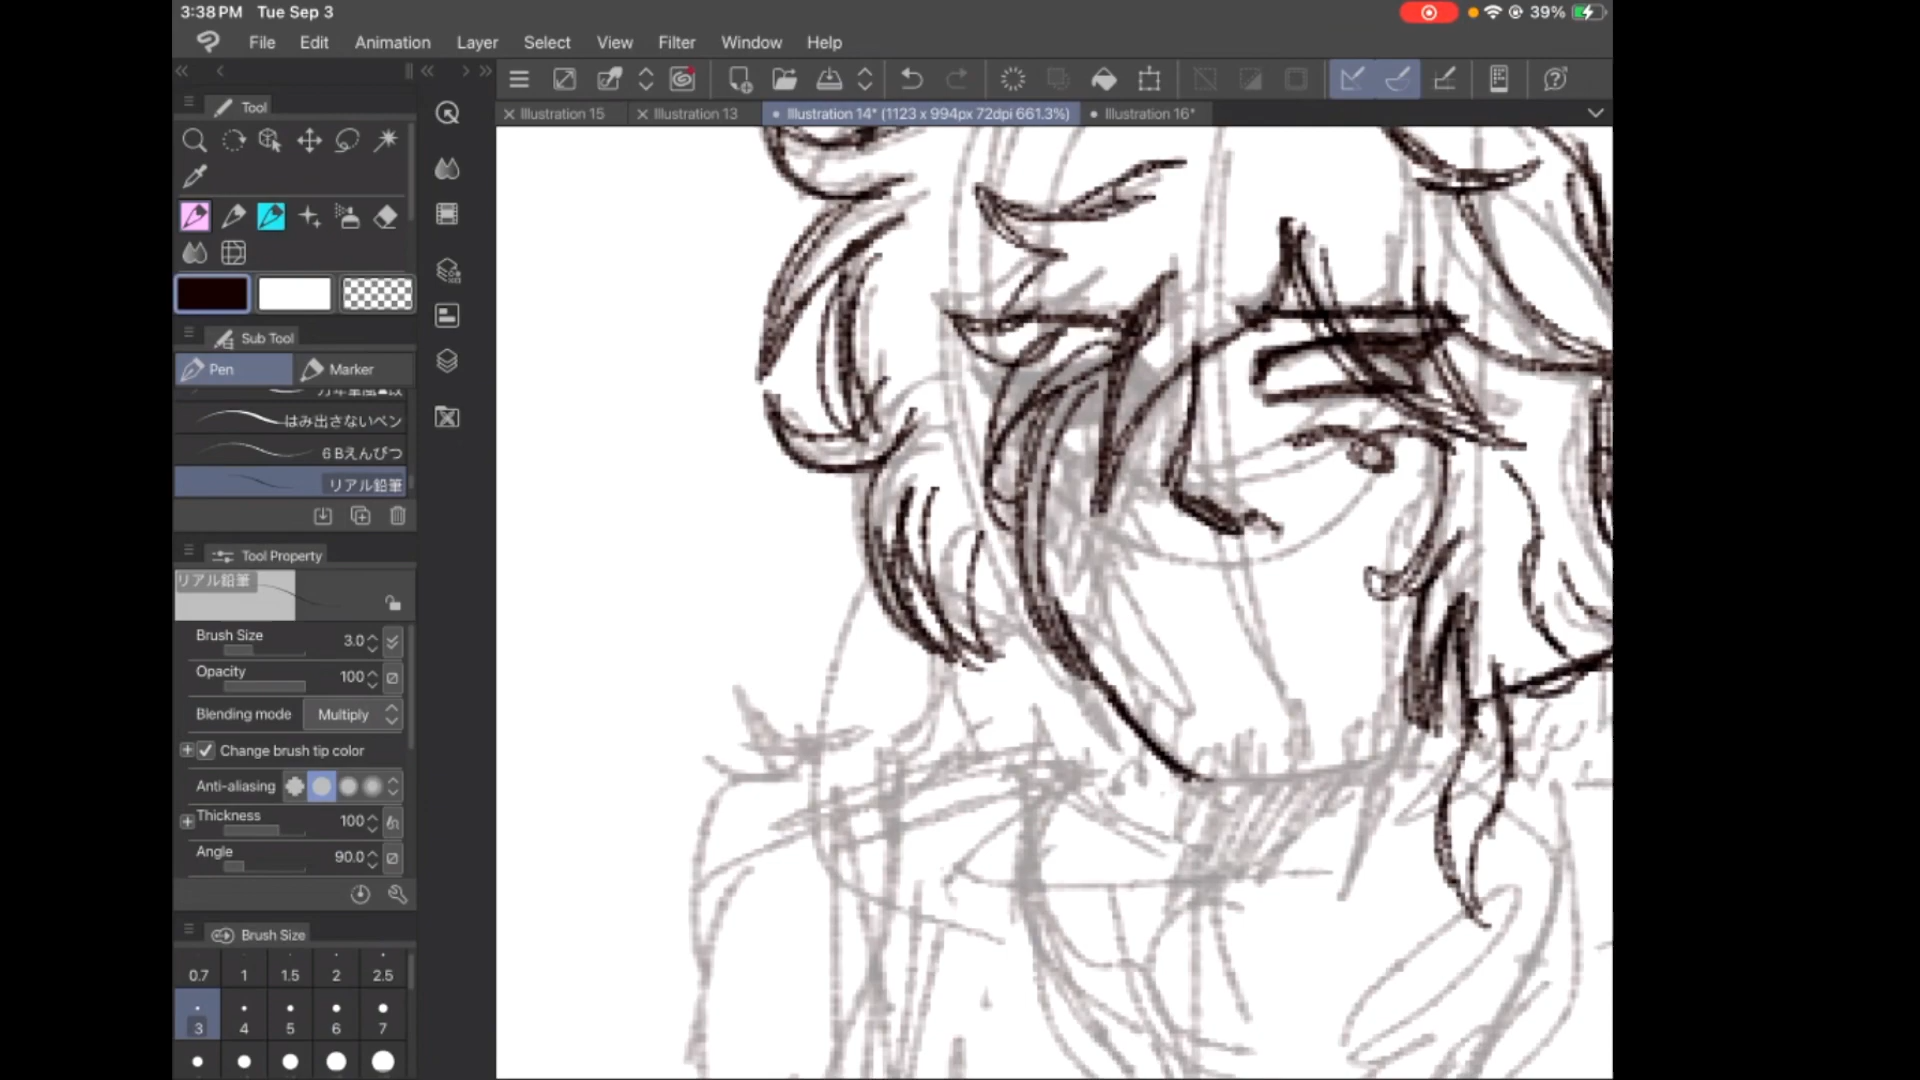 3:38 PM Tue Sep 3
39%
File Edit Animation Layer Select View Filter Window Help
Tool
Illustration 15
Illustration 13
Illustration 14* (1123 x 994px 72dpi 661.3%)
Illustration 16*
Sub Tool
Pen
Marker
はみ出さないペン
6Bえんぴつ
リアル鉛筆
Tool Property
リアル鉛筆
Brush Size 3.0
Opacity 100
Blending mode Multiply
Change brush tip color
Anti-aliasing
Thickness 100
Angle 90.0
Brush Size
0.7 1 1.5 2 2.5
3 4 5 6 7